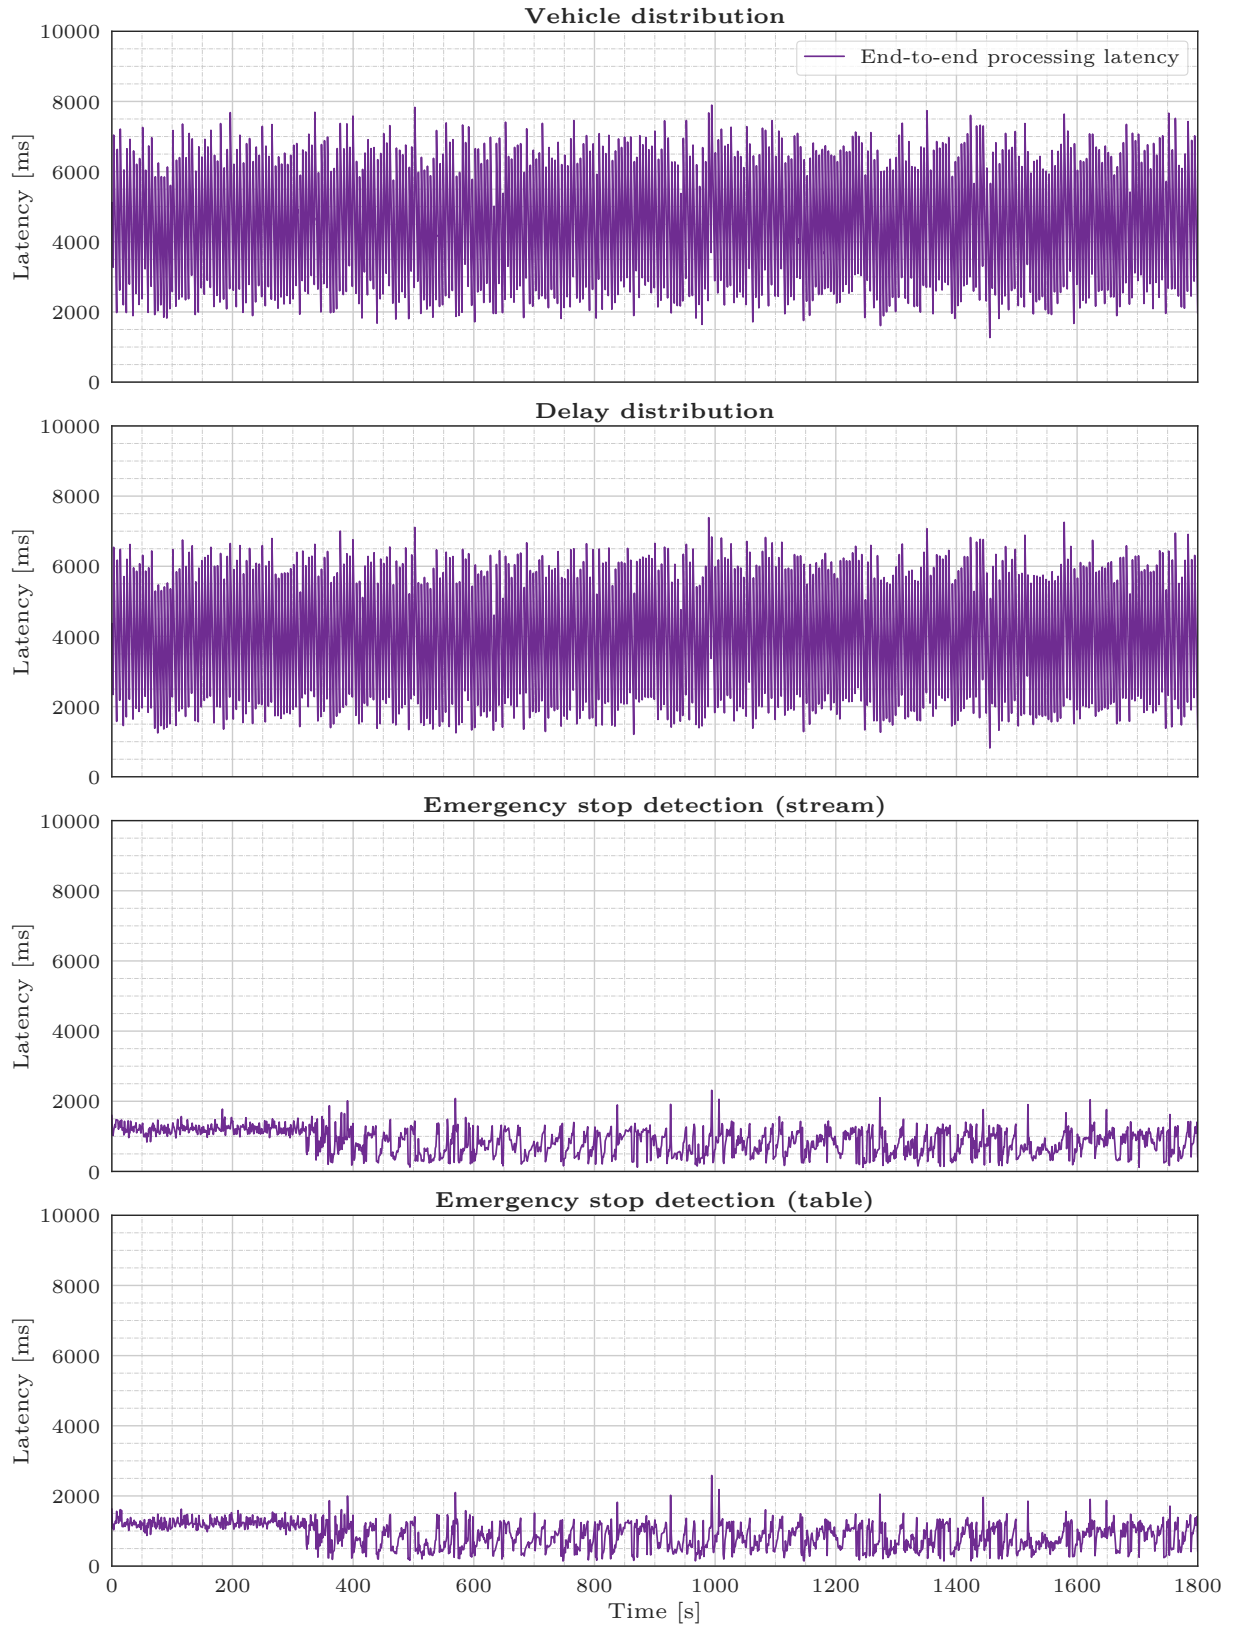 Vehicle distribution
10000
8000
6000
4000
2000
0
Latency [ms]
End-to-end processing latency
Delay distribution
10000
8000
6000
4000
2000
0
Latency [ms]
Emergency stop detection (stream)
10000
8000
6000
4000
2000
0
Latency [ms]
Emergency stop detection (table)
10000
8000
6000
4000
2000
0
Latency [ms]
0 200 400 600 800 1000 1200 1400 1600 1800
Time [s]